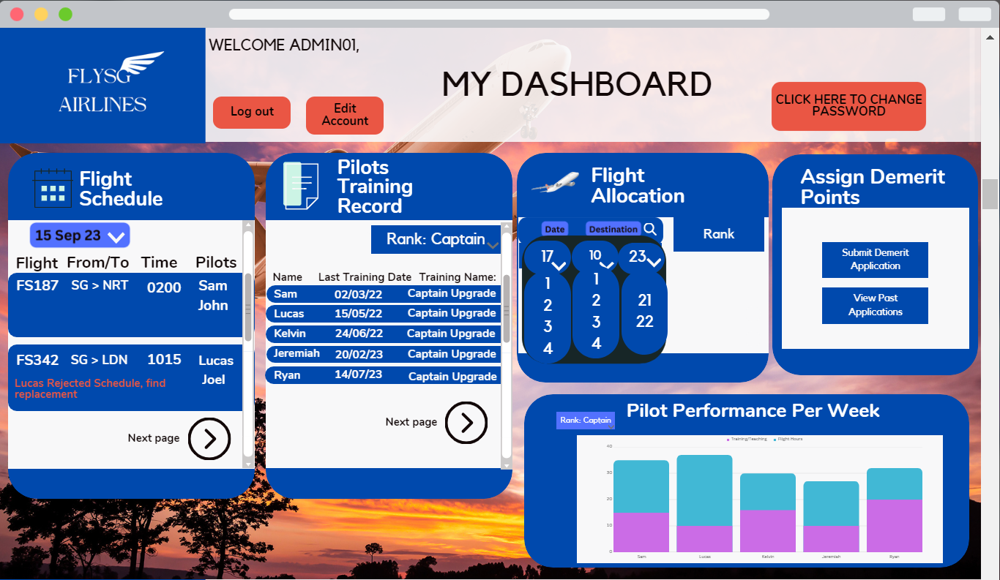 FLYSG
AIRLINES
WELCOME ADMIN01,
MY DASHBOARD
Log out
Edit
Account
CLICK HERE TO CHANGE
PASSWORD
Flight
Schedule
15 Sep 23
Flight From/To Time Pilots
FS187 SG > NRT 0200 Sam
John
FS342 SG > LDN 1015 Lucas
Joel
Lucas Rejected Schedule, find
replacement
Next page
Pilots
Training
Record
Rank: Captain
Name Last Training Date Training Name:
Sam 02/03/22 Captain Upgrade
Lucas 15/05/22 Captain Upgrade
Kelvin 24/06/22 Captain Upgrade
Jeremiah 20/02/23 Captain Upgrade
Ryan 14/07/23 Captain Upgrade
Next page
Flight
Allocation
Date Destination
Rank
17 10 23
1 1
2 2 21
3 3 22
4 4
Assign Demerit
Points
Submit Demerit
Application
View Past
Applications
Pilot Performance Per Week
Rank: Captain
Training/Teaching Flight Hours
40
30
20
10
0
Sam Lucas Kelvin Jeremiah Ryan